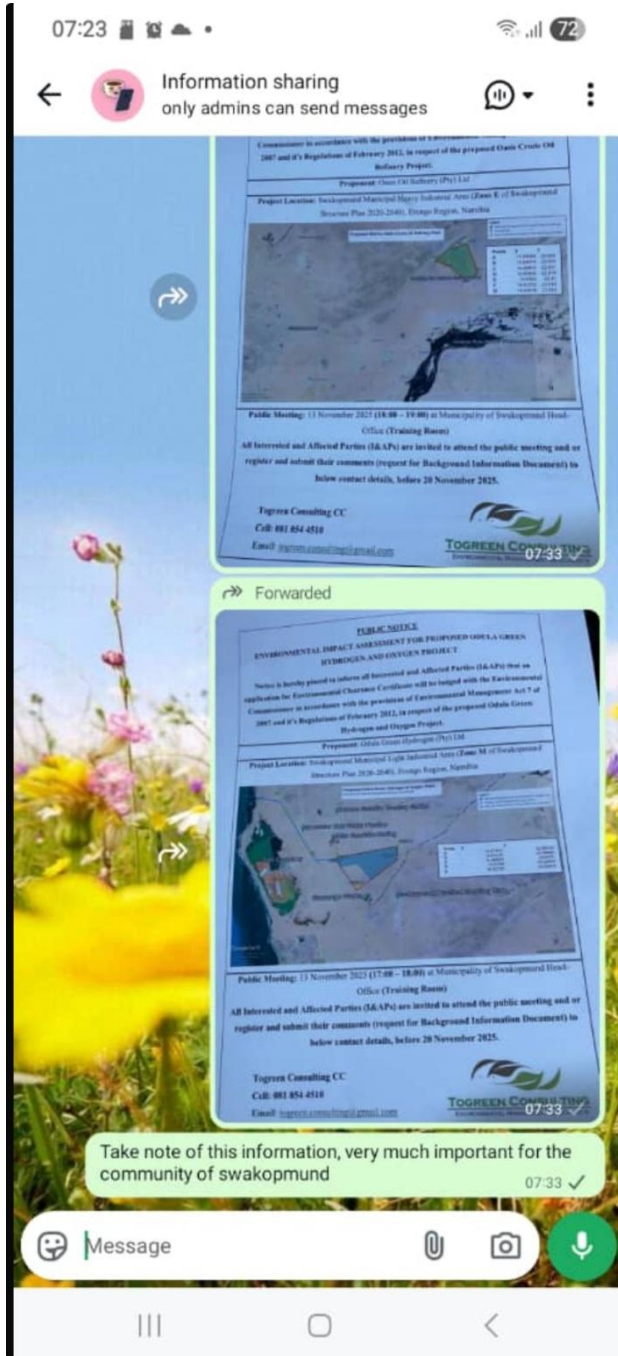 07:23
72
Information sharing
only admins can send messages
Commissioner in accordance with the provisions of Environmental Management Act 7 of
2007 and it's Regulations of February 2012, in respect of the proposed Oasis Crude Oil
Refinery Project.
Proponent: Oasis Oil Refinery (Pty) Ltd
Project Location: Swakopmund Municipal Heavy Industrial Area (Zone E of Swakopmund
Structure Plan 2020-2040), Erongo Region, Namibia
Public Meeting: 13 November 2025 (18:00 – 19:00) at Municipality of Swakopmund Head-
Office (Training Room)
All Interested and Affected Parties (I&APs) are invited to attend the public meeting and or
register and submit their comments (request for Background Information Document) to
below contact details, before 20 November 2025.
Togreen Consulting CC
Cell: 081 854 4510
Email: togreen.consulting@gmail.com
TOGREEN CONSULTING
07:33
Forwarded
PUBLIC NOTICE
ENVIRONMENTAL IMPACT ASSESSMENT FOR PROPOSED ODULA GREEN
HYDROGEN AND OXYGEN PROJECT
Notice is hereby placed to inform all Interested and Affected Parties (I&APs) that an
application for Environmental Clearance Certificate will be lodged with the Environmental
Commissioner in accordance with the provisions of Environmental Management Act 7 of
2007 and it's Regulations of February 2012, in respect of the proposed Odula Green
Hydrogen and Oxygen Project.
Proponent: Odula Green Hydrogen (Pty) Ltd
Project Location: Swakopmund Municipal Light Industrial Area (Zone M of Swakopmund
Structure Plan 2020-2040), Erongo Region, Namibia
Public Meeting: 13 November 2025 (17:00 – 18:00) at Municipality of Swakopmund Head-
Office (Training Room)
All Interested and Affected Parties (I&APs) are invited to attend the public meeting and or
register and submit their comments (request for Background Information Document) to
below contact details, before 20 November 2025.
Togreen Consulting CC
Cell: 081 854 4510
Email: togreen.consulting@gmail.com
TOGREEN CONSULTING
07:33
Take note of this information, very much important for the
community of swakopmund
07:33
Message